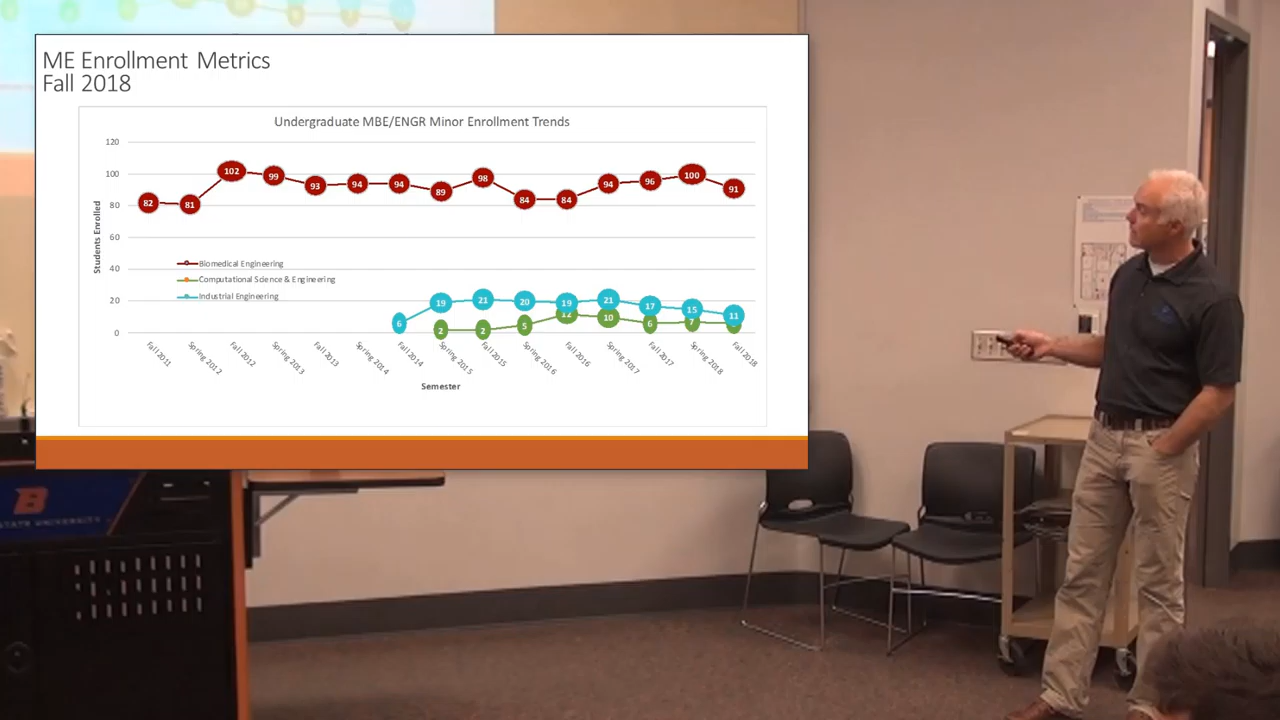 ME Enrollment Metrics
Fall 2018
Undergraduate MBE/ENGR Minor Enrollment Trends
120
100
80
60
40
20
0
Students Enrolled
82
81
102
99
93
94
94
89
98
84
84
94
96
100
91
Biomedical Engineering
Computational Science & Engineering
Industrial Engineering
6
19
21
20
19
21
17
15
11
2
2
5
12
10
6
7
Fall 2011
Spring 2012
Fall 2012
Spring 2013
Fall 2013
Spring 2014
Fall 2014
Spring 2015
Fall 2015
Spring 2016
Fall 2016
Spring 2017
Fall 2017
Spring 2018
Fall 2018
Semester
B
STATE UNIVERSITY